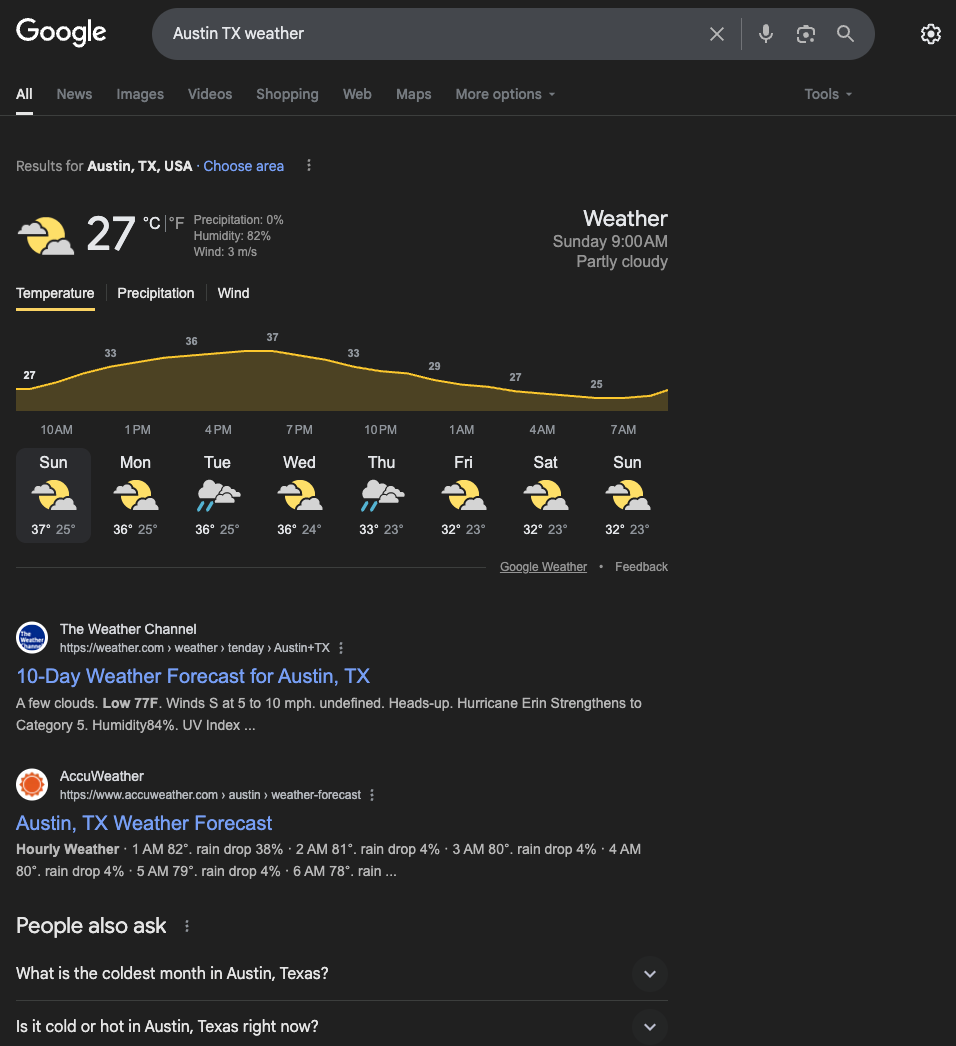 Google
Austin TX weather
All News Images Videos Shopping Web Maps More options Tools
Results for Austin, TX, USA · Choose area
27 °C | °F
Precipitation: 0%
Humidity: 82%
Wind: 3 m/s
Weather
Sunday 9:00 AM
Partly cloudy
Temperature Precipitation Wind
27 33 36 37 33 29 27 25
10 AM 1 PM 4 PM 7 PM 10 PM 1 AM 4 AM 7 AM
Sun Mon Tue Wed Thu Fri Sat Sun
37° 25° 36° 25° 36° 25° 36° 24° 33° 23° 32° 23° 32° 23° 32° 23°
Google Weather • Feedback
The Weather Channel
The Weather Channel
https://weather.com › weather › tenday › Austin+TX
10-Day Weather Forecast for Austin, TX
A few clouds. Low 77F. Winds S at 5 to 10 mph. undefined. Heads-up. Hurricane Erin Strengthens to
Category 5. Humidity84%. UV Index ...
AccuWeather
https://www.accuweather.com › austin › weather-forecast
Austin, TX Weather Forecast
Hourly Weather · 1 AM 82°. rain drop 38% · 2 AM 81°. rain drop 4% · 3 AM 80°. rain drop 4% · 4 AM
80°. rain drop 4% · 5 AM 79°. rain drop 4% · 6 AM 78°. rain ...
People also ask
What is the coldest month in Austin, Texas?
Is it cold or hot in Austin, Texas right now?